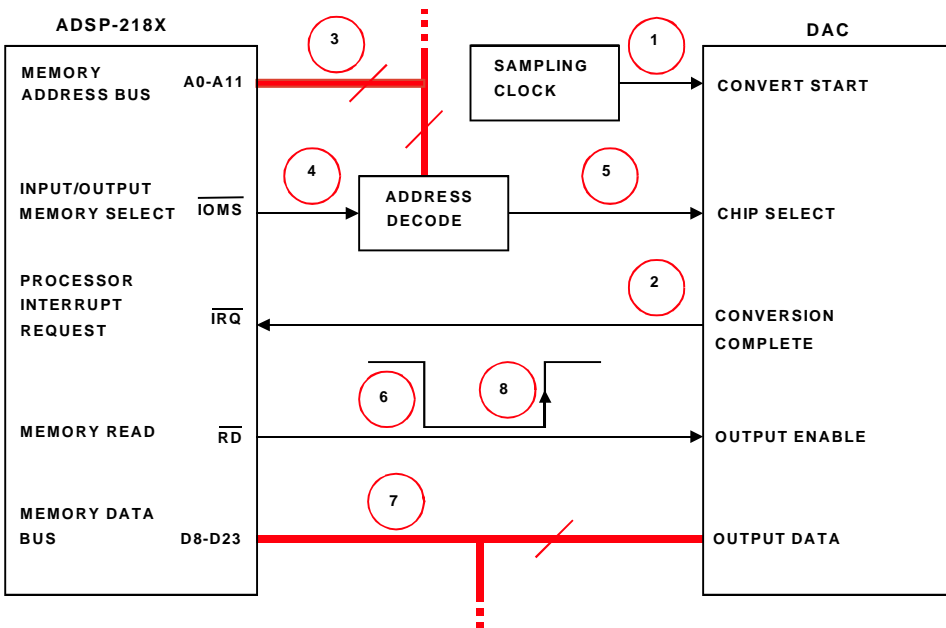 ADSP-218X
DAC
3
1
MEMORY
ADDRESS BUS
A0-A11
SAMPLING
CLOCK
CONVERT START
4
5
INPUT/OUTPUT
MEMORY SELECT
IOMS
ADDRESS
DECODE
CHIP SELECT
2
PROCESSOR
INTERRUPT
REQUEST
IRQ
CONVERSION
COMPLETE
6
8
MEMORY READ
RD
OUTPUT ENABLE
7
MEMORY DATA
BUS
D8-D23
OUTPUT DATA